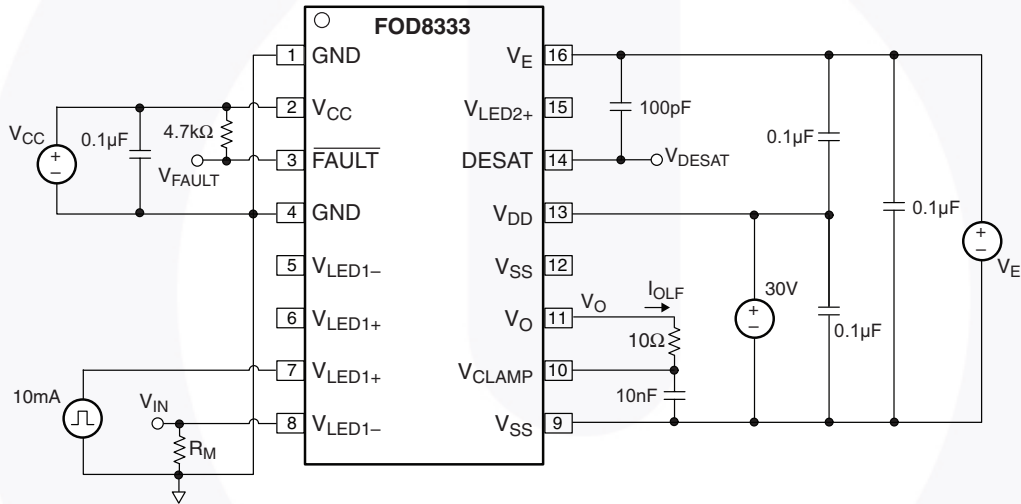 FOD8333
1 GND
2 VCC
3 FAULT
4 GND
5 VLED1–
6 VLED1+
7 VLED1+
8 VLED1–
VE 16
VLED2+ 15
DESAT 14
VDD 13
VSS 12
VO 11
VCLAMP 10
VSS 9
VCC
+
–
0.1µF
4.7kΩ
VFAULT
10mA
VIN
RM
100pF
VDESAT
0.1µF
0.1µF
+
–
VE
30V
+
–
0.1µF
VO
IOLF
10Ω
10nF